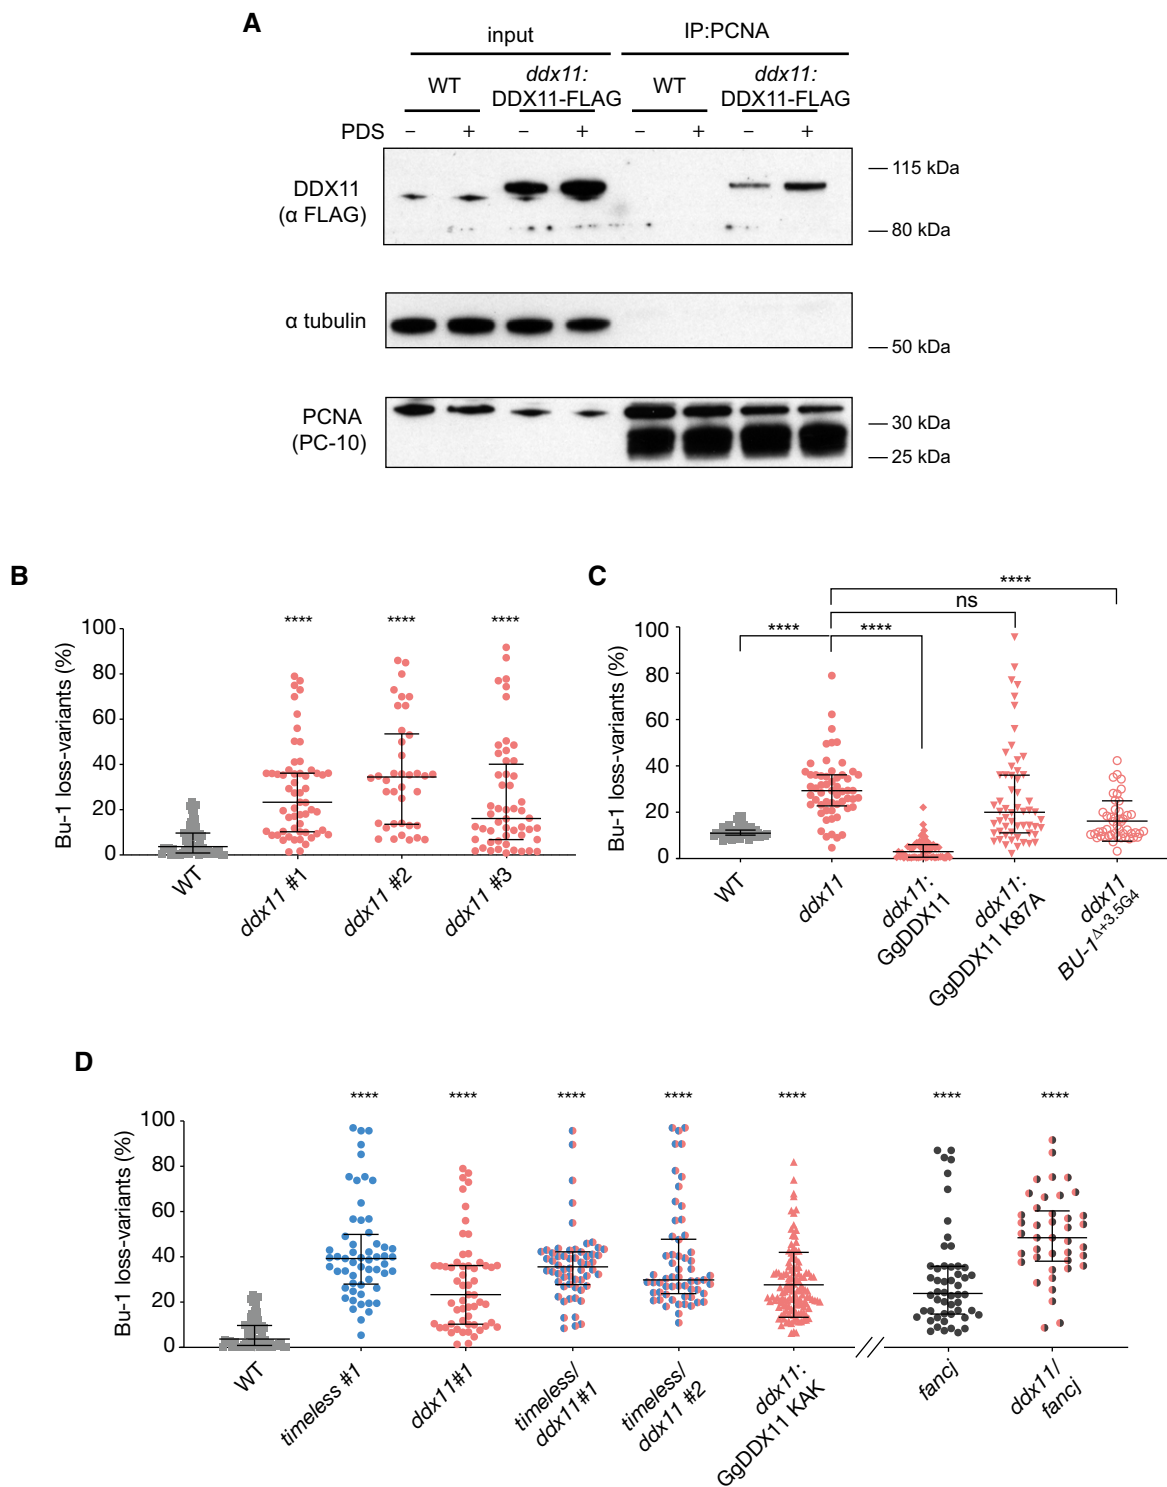 A
input
IP:PCNA
WT
ddx11:
DDX11-FLAG
WT
ddx11:
DDX11-FLAG
PDS – + – + – + – +
DDX11
(α FLAG)
115 kDa
80 kDa
α tubulin
50 kDa
PCNA
(PC-10)
30 kDa
25 kDa
B
**** **** ****
Bu-1 loss-variants (%)
100
80
60
40
20
0
WT
ddx11 #1
ddx11 #2
ddx11 #3
C
****
ns
**** ****
Bu-1 loss-variants (%)
100
80
60
40
20
0
WT
ddx11
ddx11:
GgDDX11
ddx11:
GgDDX11 K87A
ddx11
BU-1Δ+3.5G4
D
**** **** **** **** **** **** ****
Bu-1 loss-variants (%)
100
80
60
40
20
0
WT
timeless #1
ddx11#1
timeless/
ddx11#1
timeless/
ddx11 #2
ddx11:
GgDDX11 KAK
fancj
ddx11/
fancj